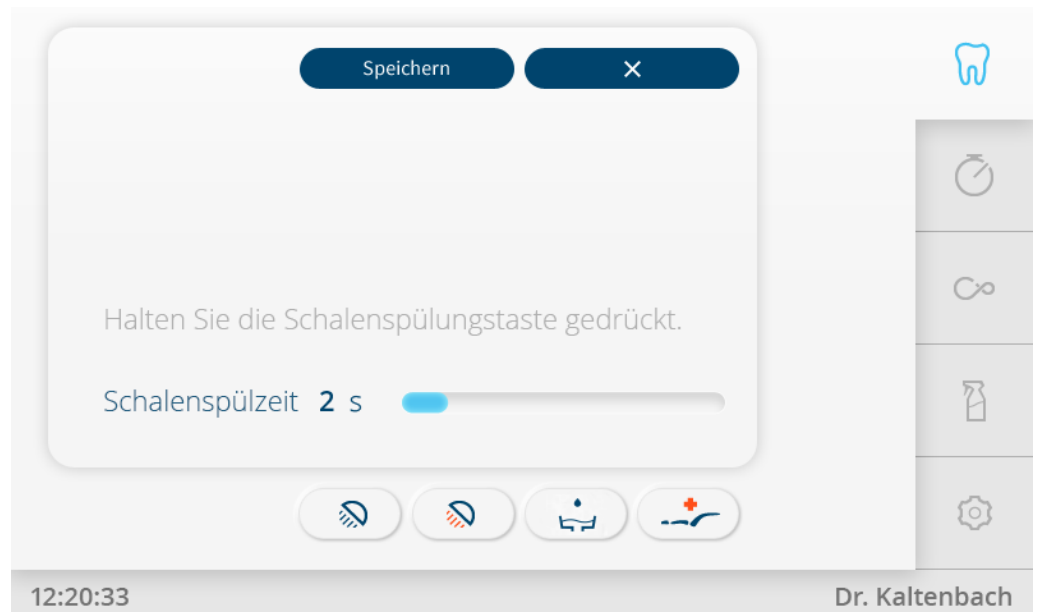 Speichern
Halten Sie die Schalenspülungstaste gedrückt.
Schalenspülzeit 2 s
12:20:33 Dr. Kaltenbach